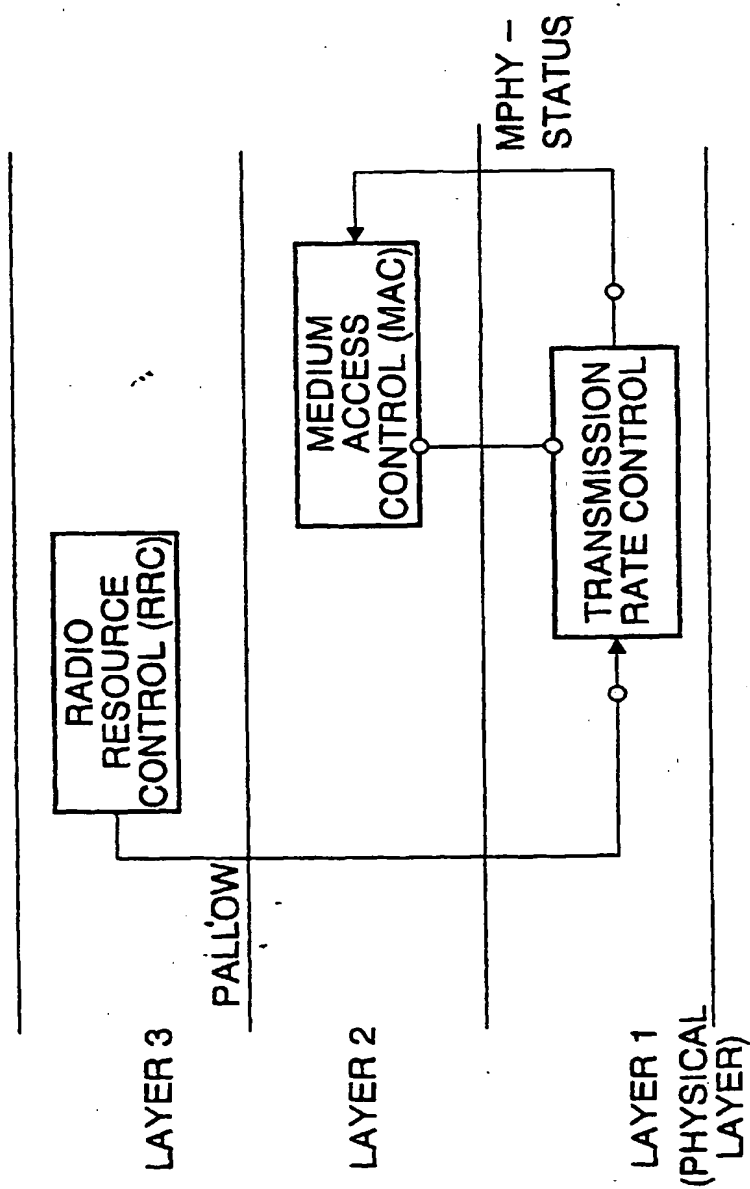 LAYER 3
RADIO
RESOURCE
CONTROL (RRC)
PALLOW
LAYER 2
MEDIUM
ACCESS
CONTROL (MAC)
MPHY –
STATUS
LAYER 1
(PHYSICAL
LAYER)
TRANSMISSION
RATE CONTROL